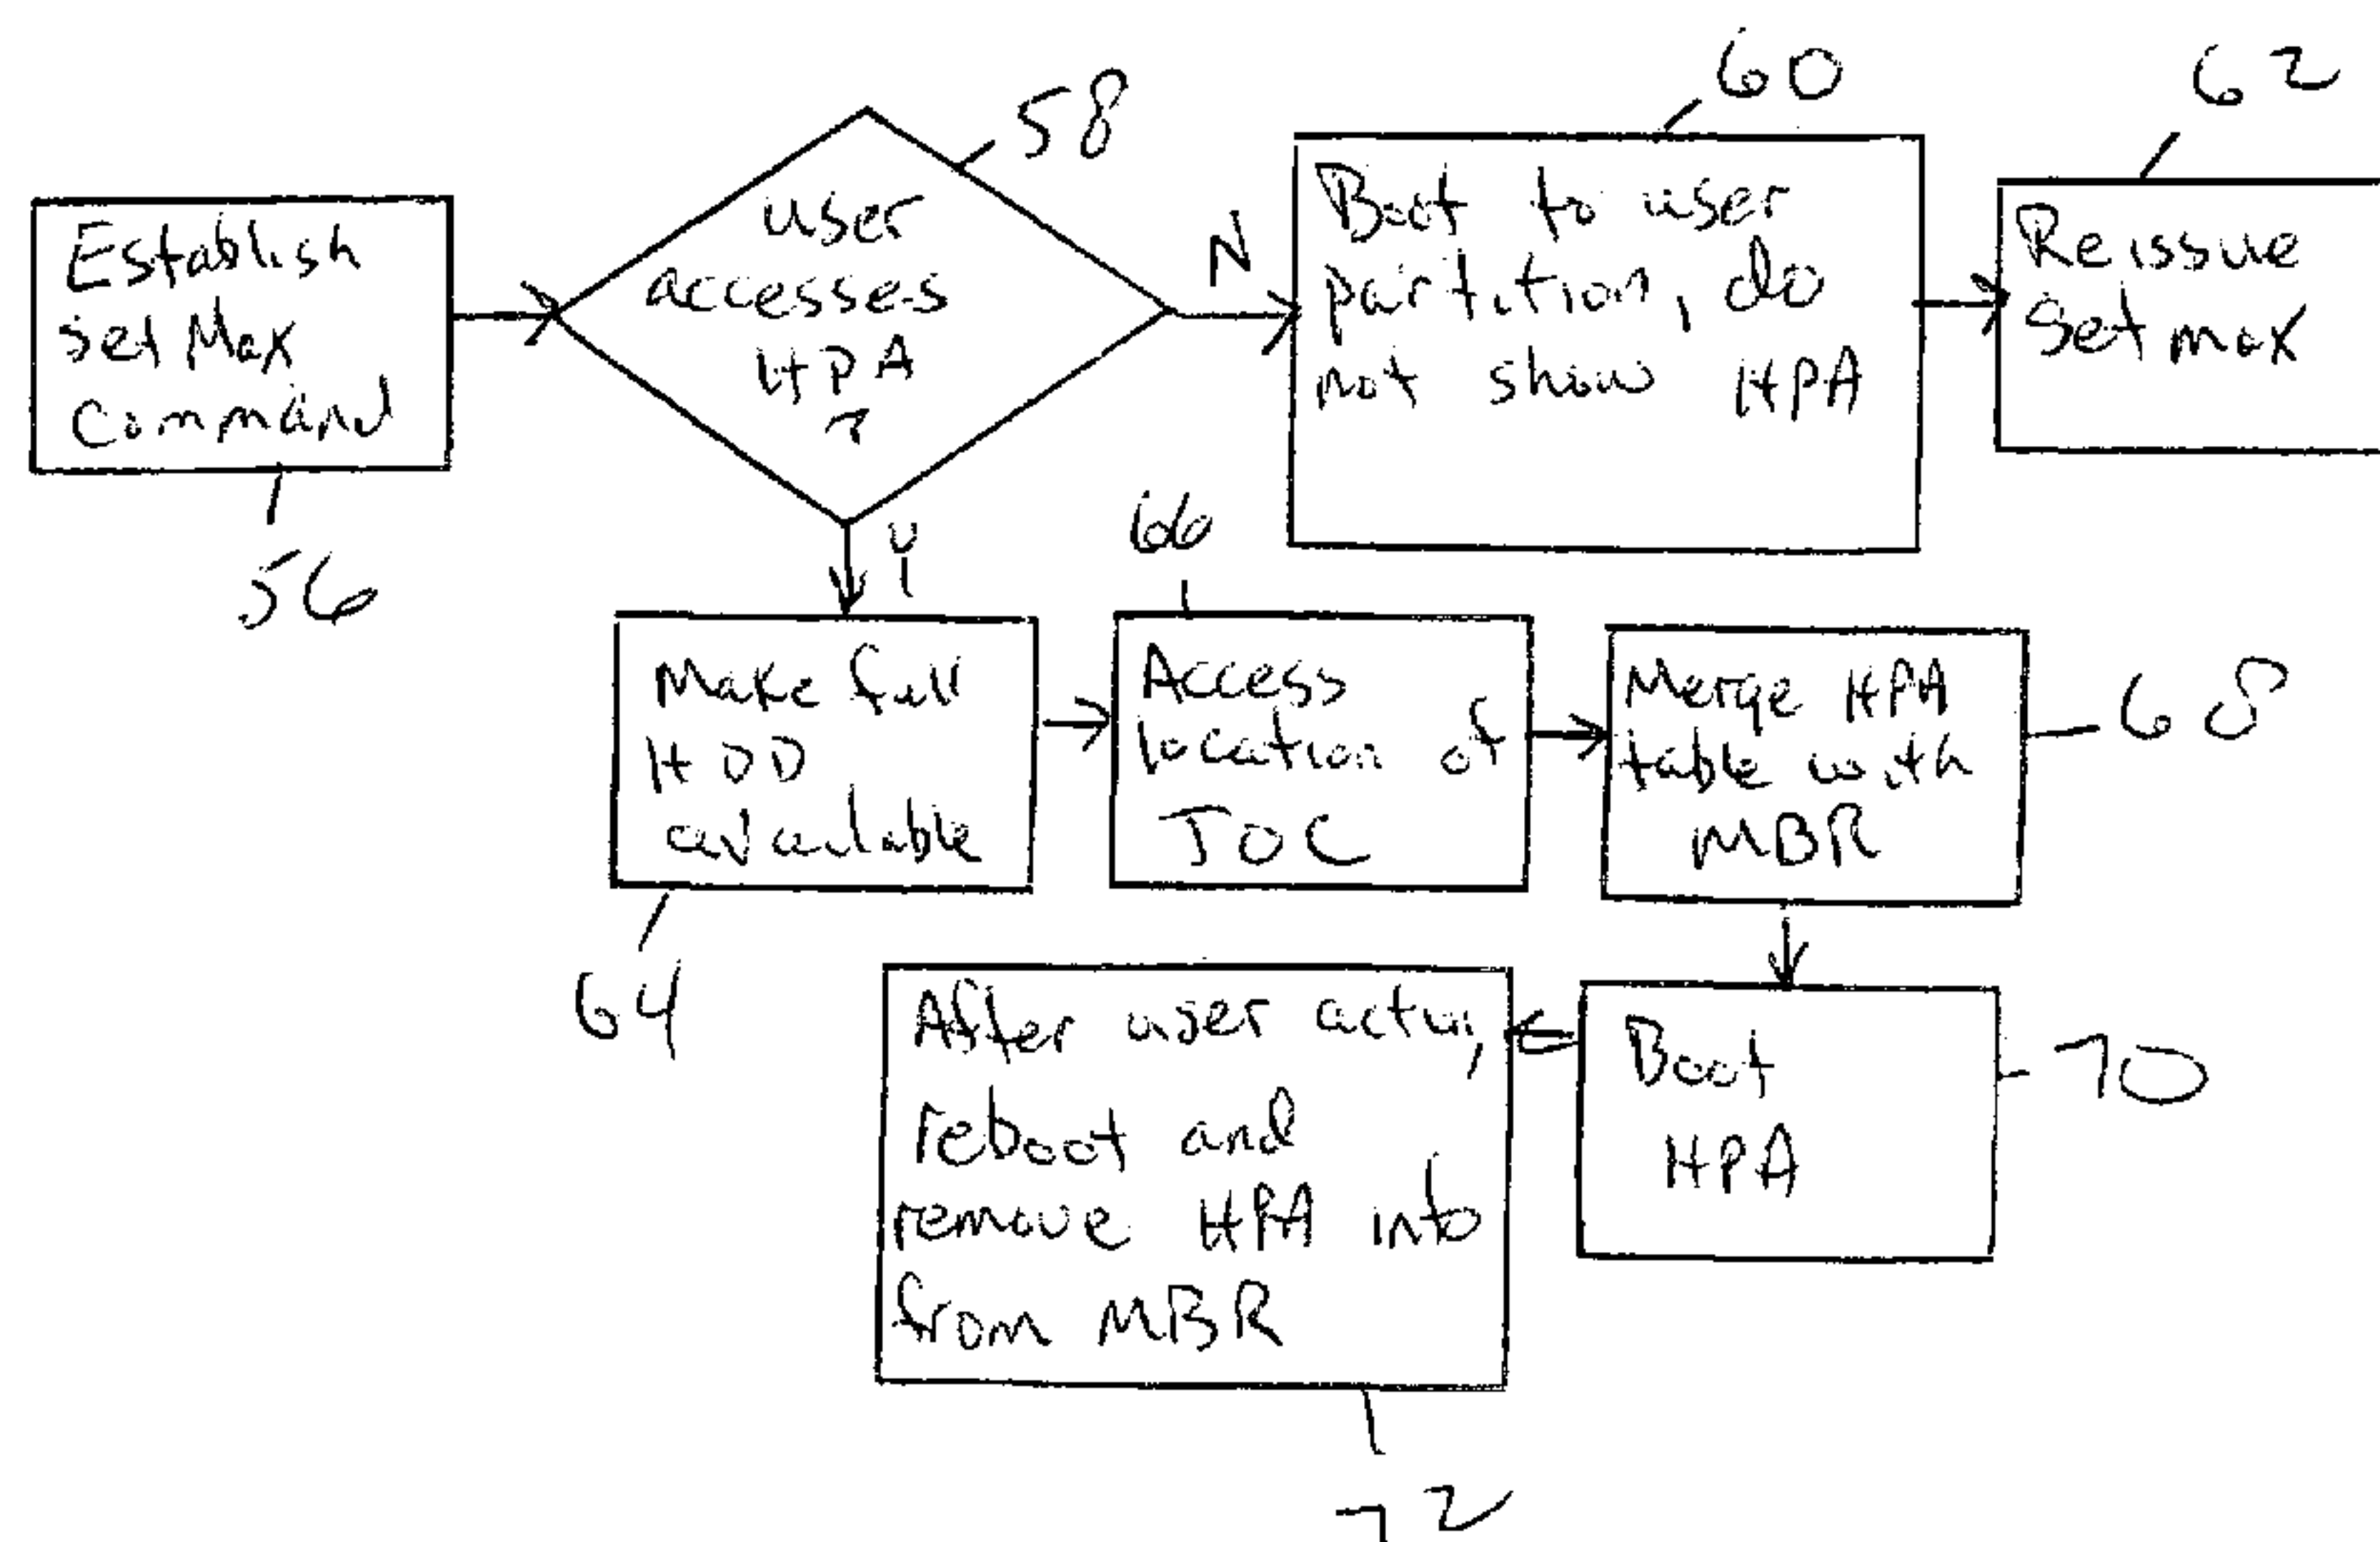 58
60
62
Establish
Set Max
Command
56
user
accesses
HPA
?
N
Y
Boot to user
partition, do
not show HPA
Reissue
Set max
66
Make full
HDD
available
64
Access
location of
TOC
Merge HPA
table with
MBR
68
Boot
HPA
70
After user action,
reboot and
remove HPA info
from MBR
72